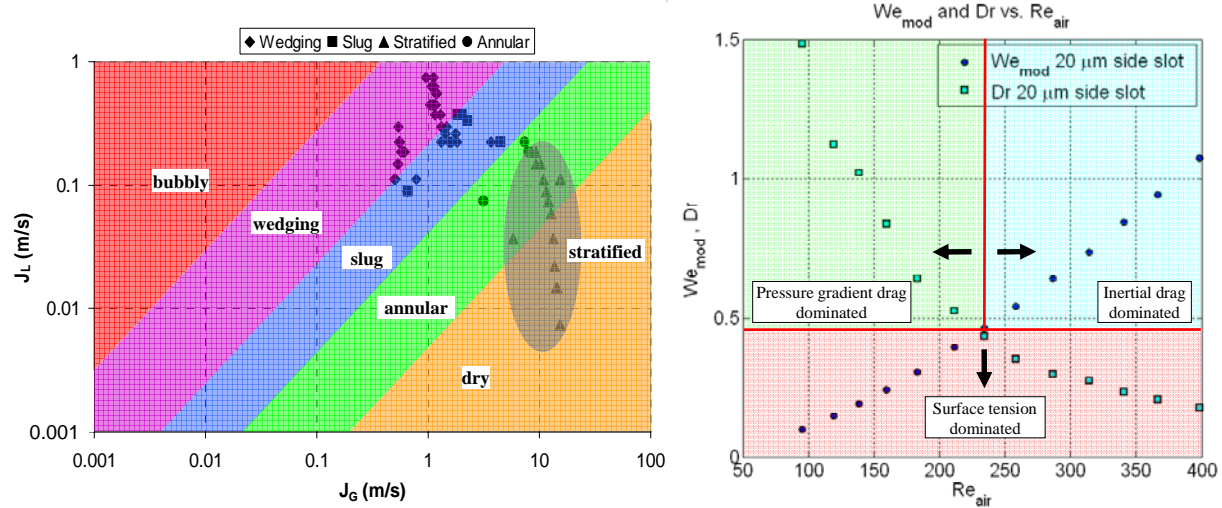 Wedging Slug Stratified Annular
1
0.1
0.01
0.001
J_L (m/s)
bubbly
wedging
slug
stratified
annular
dry
0.001 0.01 0.1 1 10 100
J_G (m/s)
We_mod and Dr vs. Re_air
We_mod 20 μm side slot
Dr 20 μm side slot
1.5
1
0.5
0
We_mod, Dr
Pressure gradient drag
dominated
Inertial drag
dominated
Surface tension
dominated
50 100 150 200 250 300 350 400
Re_air